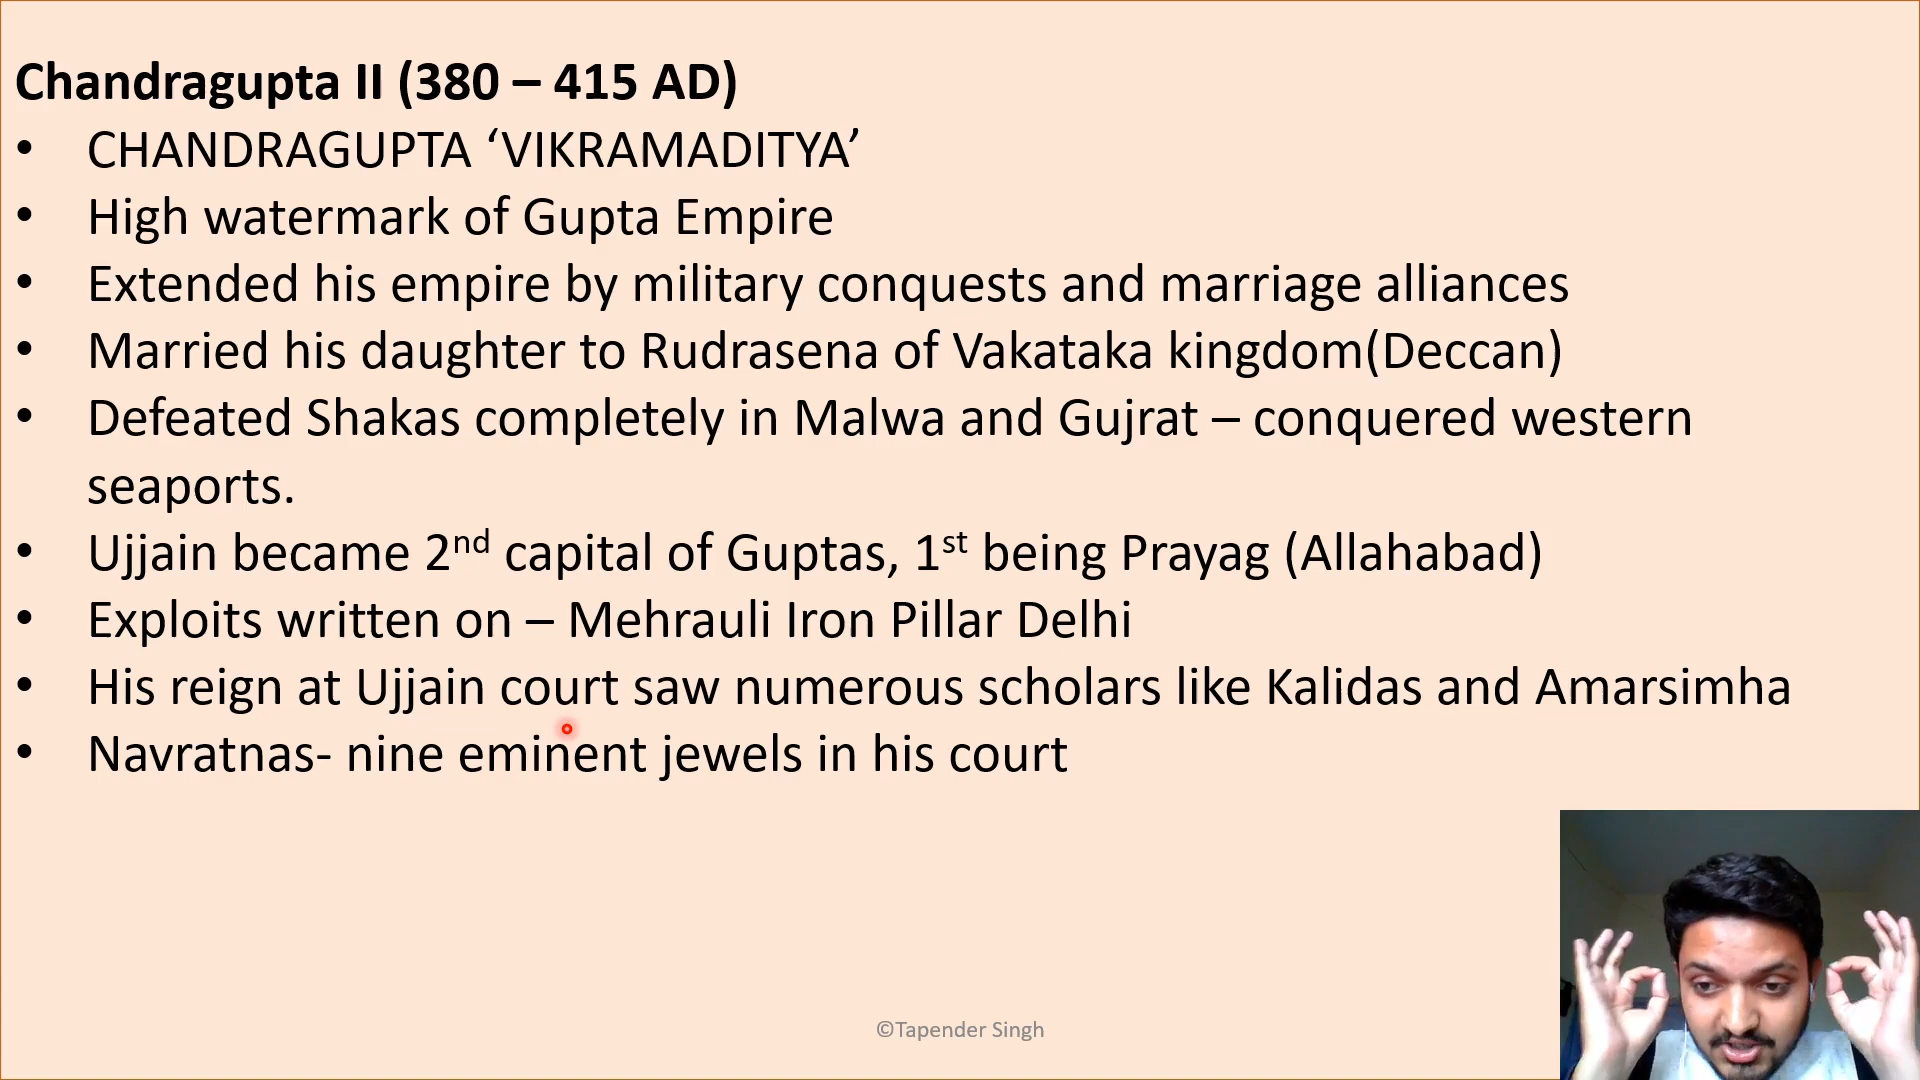 Chandragupta II (380 – 415 AD)
• CHANDRAGUPTA ‘VIKRAMADITYA’
• High watermark of Gupta Empire
• Extended his empire by military conquests and marriage alliances
• Married his daughter to Rudrasena of Vakataka kingdom(Deccan)
• Defeated Shakas completely in Malwa and Gujrat – conquered western
seaports.
• Ujjain became 2nd capital of Guptas, 1st being Prayag (Allahabad)
• Exploits written on – Mehrauli Iron Pillar Delhi
• His reign at Ujjain court saw numerous scholars like Kalidas and Amarsimha
• Navratnas- nine eminent jewels in his court
©Tapender Singh